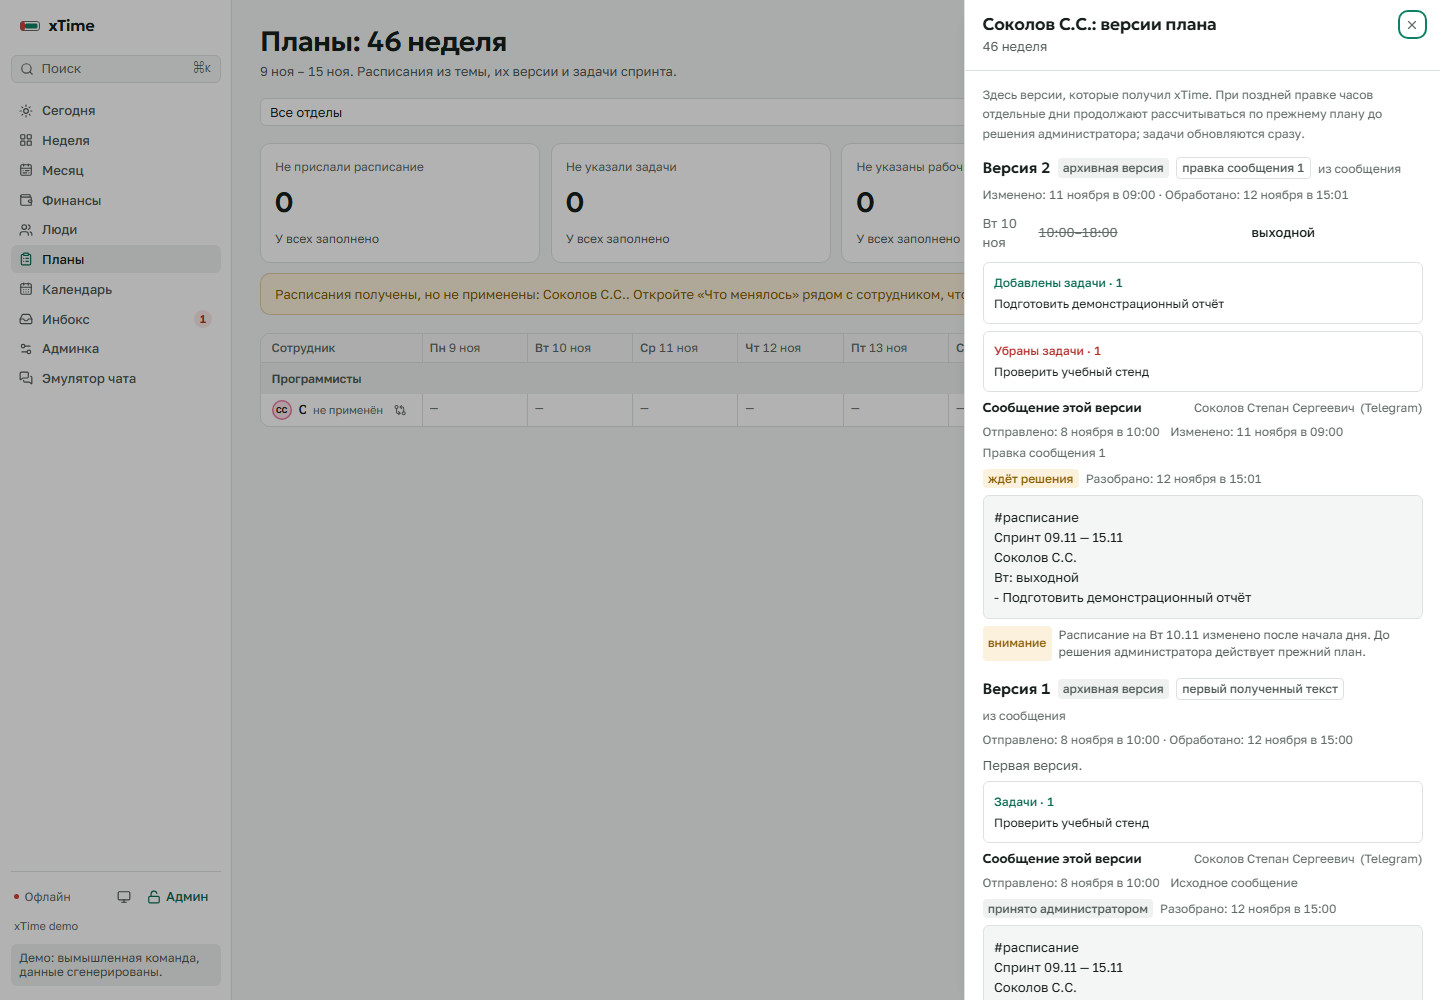 xTime
Поиск ⌘K
Сегодня
Неделя
Месяц
Финансы
Люди
Планы
Календарь
Инбокс 1
Админка
Эмулятор чата
Офлайн Админ
xTime demo
Демо: вымышленная команда,
данные сгенерированы.
Планы: 46 неделя
9 ноя – 15 ноя. Расписания из темы, их версии и задачи спринта.
Все отделы
Не прислали расписание
0
У всех заполнено
Не указали задачи
0
У всех заполнено
Не указаны рабоч
0
У всех заполнено
Расписания получены, но не применены: Соколов С.С.. Откройте «Что менялось» рядом с сотрудником, что
Сотрудник Пн 9 ноя Вт 10 ноя Ср 11 ноя Чт 12 ноя Пт 13 ноя С
Программисты
СС С не применён — — — — — —
Соколов С.С.: версии плана
46 неделя
Здесь версии, которые получил xTime. При поздней правке часов
отдельные дни продолжают рассчитываться по прежнему плану до
решения администратора; задачи обновляются сразу.
Версия 2 архивная версия правка сообщения 1 из сообщения
Изменено: 11 ноября в 09:00 · Обработано: 12 ноября в 15:01
Вт 10
ноя 10:00–18:00 выходной
Добавлены задачи · 1
Подготовить демонстрационный отчёт
Убраны задачи · 1
Проверить учебный стенд
Сообщение этой версии Соколов Степан Сергеевич (Telegram)
Отправлено: 8 ноября в 10:00 Изменено: 11 ноября в 09:00
Правка сообщения 1
ждёт решения Разобрано: 12 ноября в 15:01
#расписание
Спринт 09.11 — 15.11
Соколов С.С.
Вт: выходной
- Подготовить демонстрационный отчёт
внимание Расписание на Вт 10.11 изменено после начала дня. До
решения администратора действует прежний план.
Версия 1 архивная версия первый полученный текст
из сообщения
Отправлено: 8 ноября в 10:00 · Обработано: 12 ноября в 15:00
Первая версия.
Задачи · 1
Проверить учебный стенд
Сообщение этой версии Соколов Степан Сергеевич (Telegram)
Отправлено: 8 ноября в 10:00 Исходное сообщение
принято администратором Разобрано: 12 ноября в 15:00
#расписание
Спринт 09.11 — 15.11
Соколов С.С.